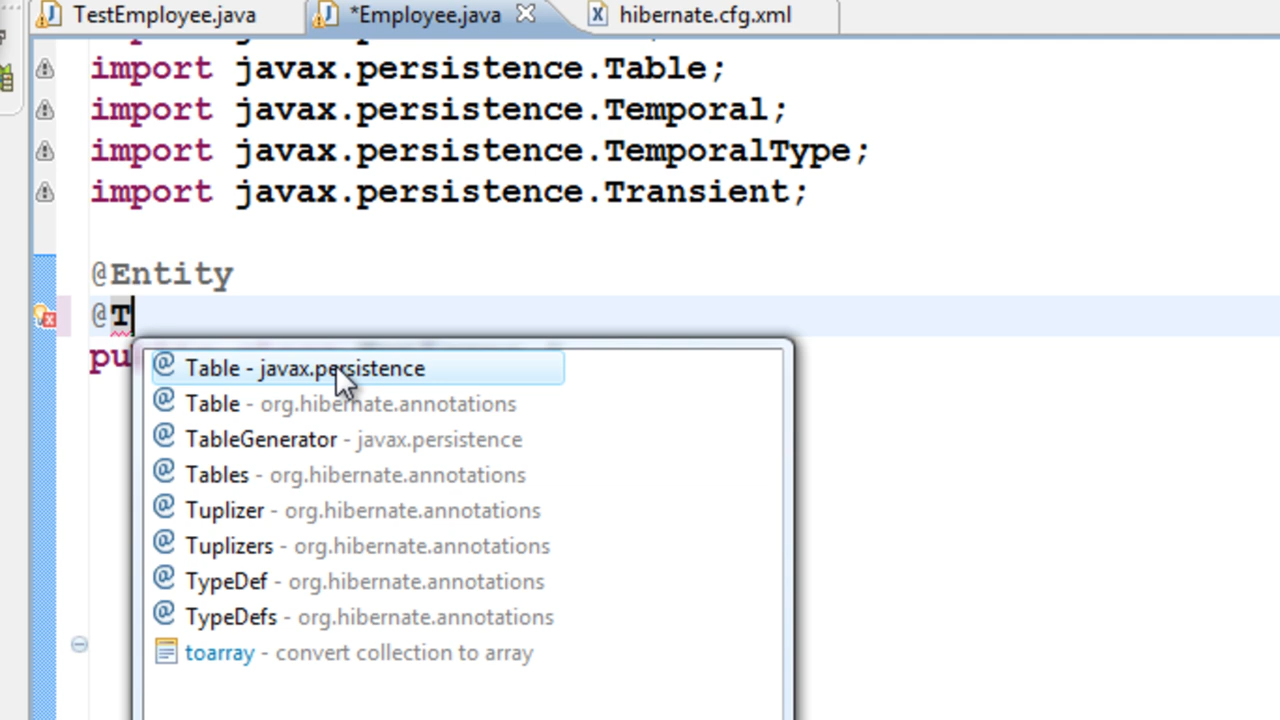 TestEmployee.java *Employee.java hibernate.cfg.xml
import javax.persistence.Table;
import javax.persistence.Temporal;
import javax.persistence.TemporalType;
import javax.persistence.Transient;
@Entity
@T
pu
Table - javax.persistence
Table - org.hibernate.annotations
TableGenerator - javax.persistence
Tables - org.hibernate.annotations
Tuplizer - org.hibernate.annotations
Tuplizers - org.hibernate.annotations
TypeDef - org.hibernate.annotations
TypeDefs - org.hibernate.annotations
toarray - convert collection to array